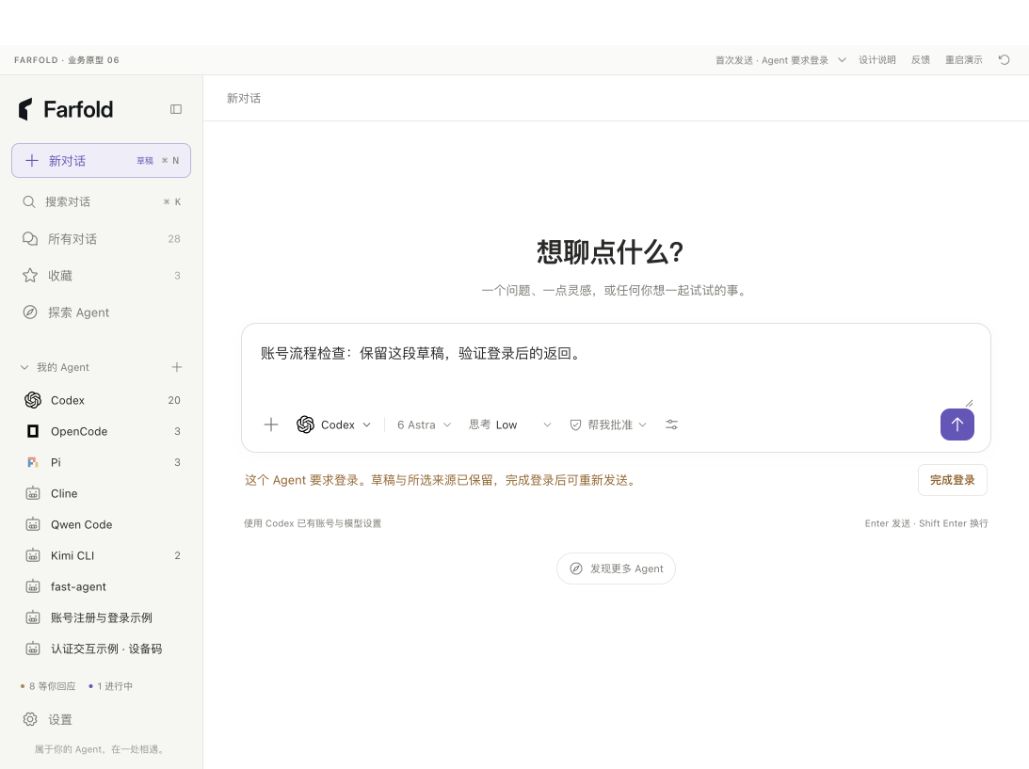 FARFOLD · 业务原型 06
首次发送 · Agent 要求登录 设计说明 反馈 重启演示
Farfold
新对话 草稿 ⌘ N
搜索对话 ⌘ K
所有对话 28
收藏 3
探索 Agent
我的 Agent
Codex 20
OpenCode 3
Pi 3
Cline
Qwen Code
Kimi CLI 2
fast-agent
账号注册与登录示例
认证交互示例 · 设备码
8 等你回应 1 进行中
设置
属于你的 Agent，在一处相遇。
新对话
想聊点什么？
一个问题、一点灵感，或任何你想一起试试的事。
账号流程检查：保留这段草稿，验证登录后的返回。
Codex 6 Astra 思考 Low 帮我批准
这个 Agent 要求登录。草稿与所选来源已保留，完成登录后可重新发送。 完成登录
使用 Codex 已有账号与模型设置 Enter 发送 · Shift Enter 换行
发现更多 Agent